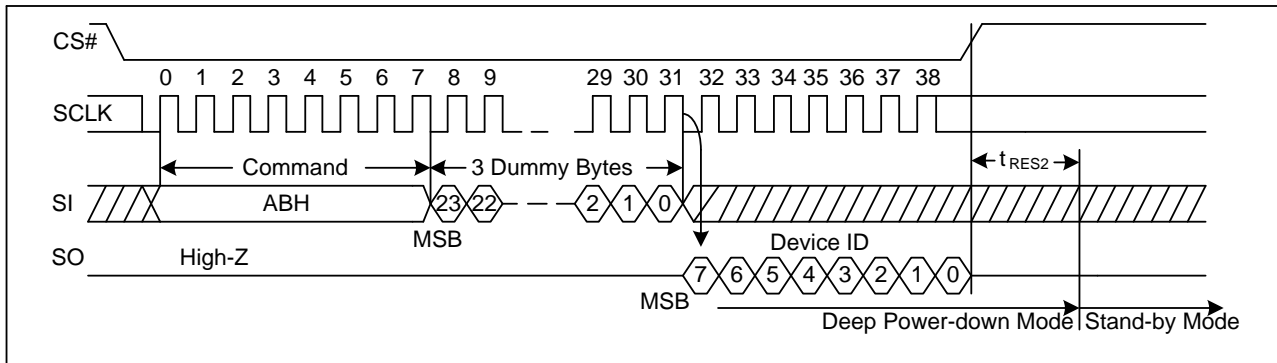 CS#
0 1 2 3 4 5 6 7 8 9 29 30 31 32 33 34 35 36 37 38
SCLK
Command 3 Dummy Bytes tRES2
SI ABH 23 22 2 1 0
MSB
SO High-Z Device ID
7 6 5 4 3 2 1 0
MSB
Deep Power-down Mode Stand-by Mode